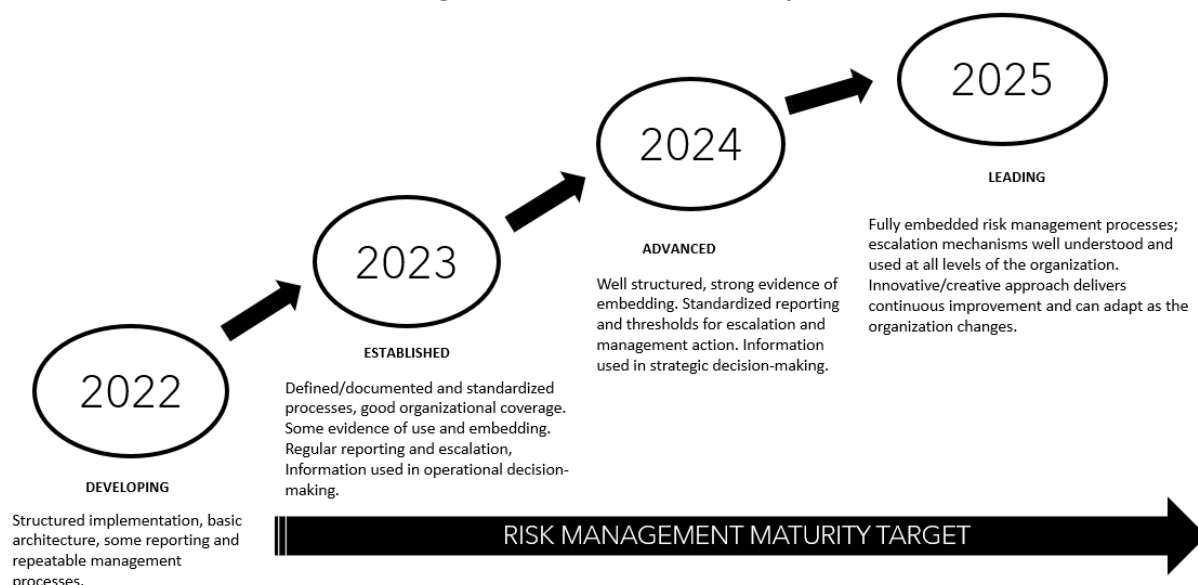 2022
DEVELOPING
Structured implementation, basic
architecture, some reporting and
repeatable management
processes.
2023
ESTABLISHED
Defined/documented and standardized
processes, good organizational coverage.
Some evidence of use and embedding.
Regular reporting and escalation,
Information used in operational decision-
making.
2024
ADVANCED
Well structured, strong evidence of
embedding. Standardized reporting
and thresholds for escalation and
management action. Information
used in strategic decision-making.
2025
LEADING
Fully embedded risk management processes;
escalation mechanisms well understood and
used at all levels of the organization.
Innovative/creative approach delivers
continuous improvement and can adapt as the
organization changes.
RISK MANAGEMENT MATURITY TARGET